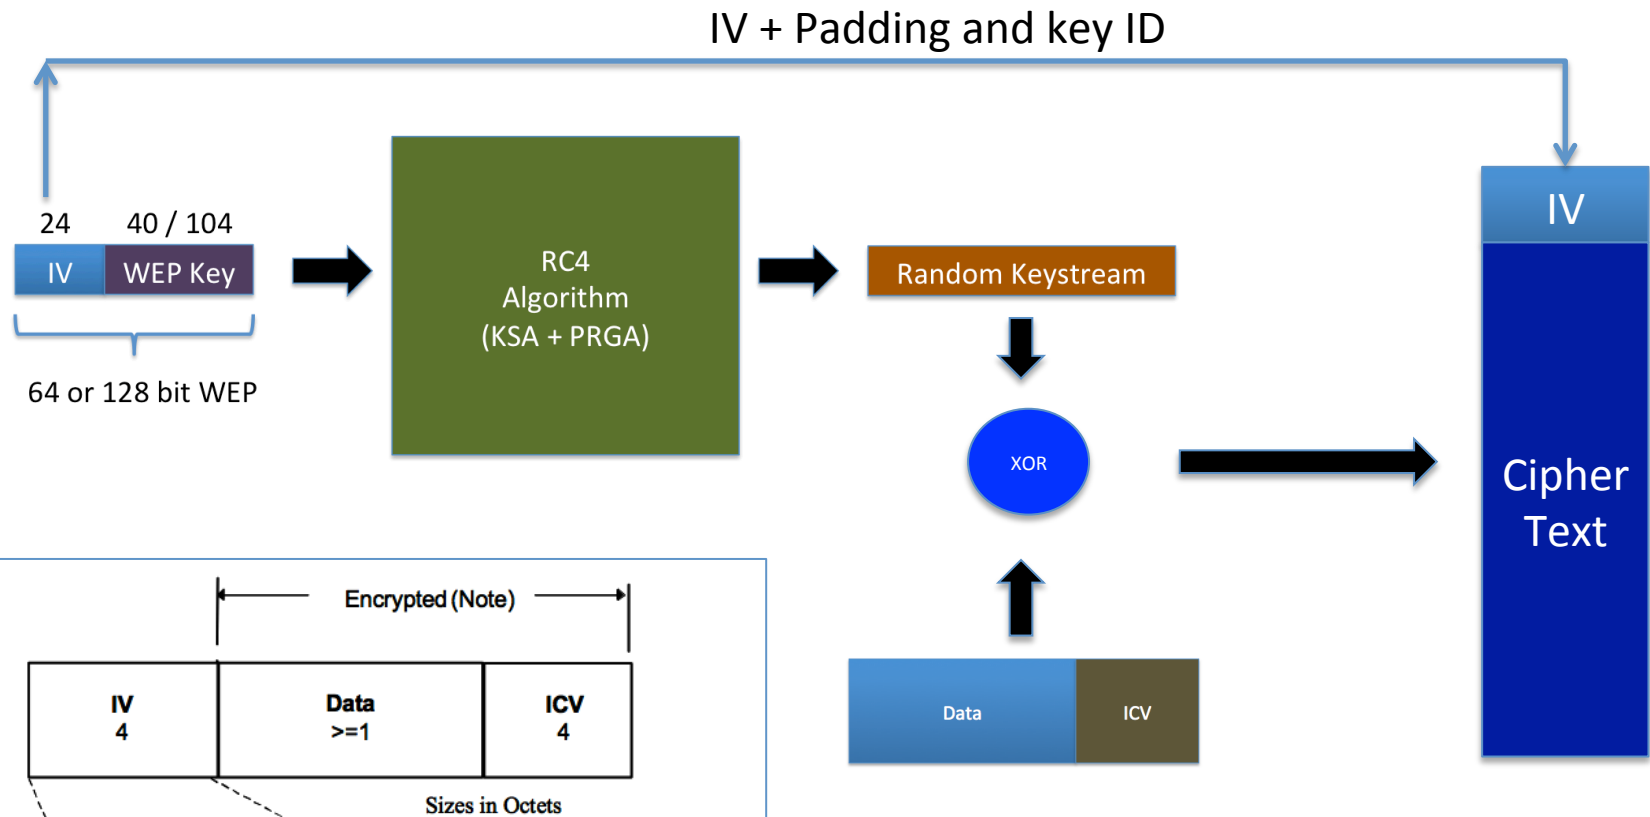 IV + Padding and key ID
24 40 / 104
IV WEP Key
64 or 128 bit WEP
RC4
Algorithm
(KSA + PRGA)
Random Keystream
XOR
Data ICV
IV
Cipher
Text
Encrypted (Note)
IV Data ICV
4 >=1 4
Sizes in Octets